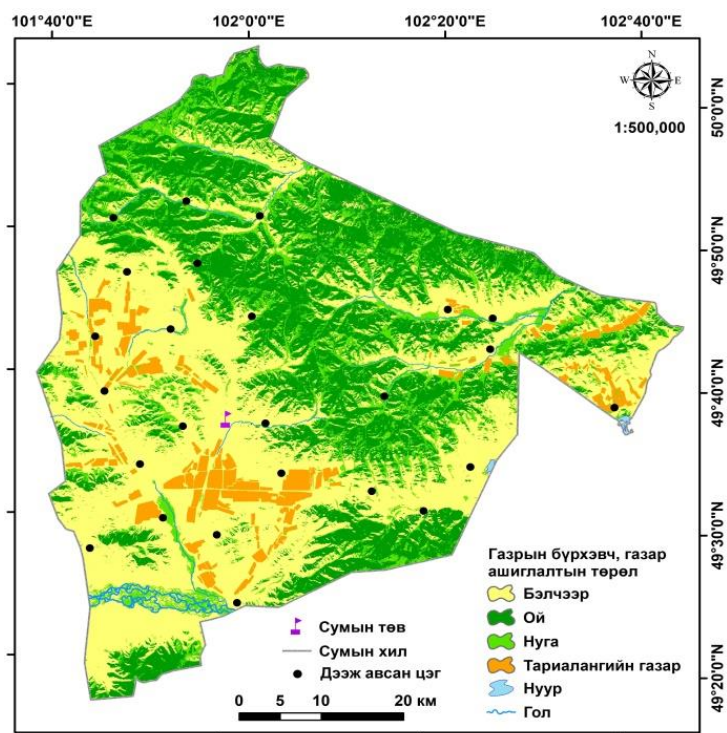 101°40'0"E 102°0'0"E 102°20'0"E 102°40'0"E
N
W E
S
1:500,000
50°0'0"N
49°50'0"N
49°40'0"N
49°30'0"N
49°20'0"N
Газрын бүрхэвч, газар
ашиглалтын төрөл
Бэлчээр
Ой
Нуга
Тариалангийн газар
Нуур
Гол
Сумын төв
Сумын хил
Дээж авсан цэг
0 5 10 20 км